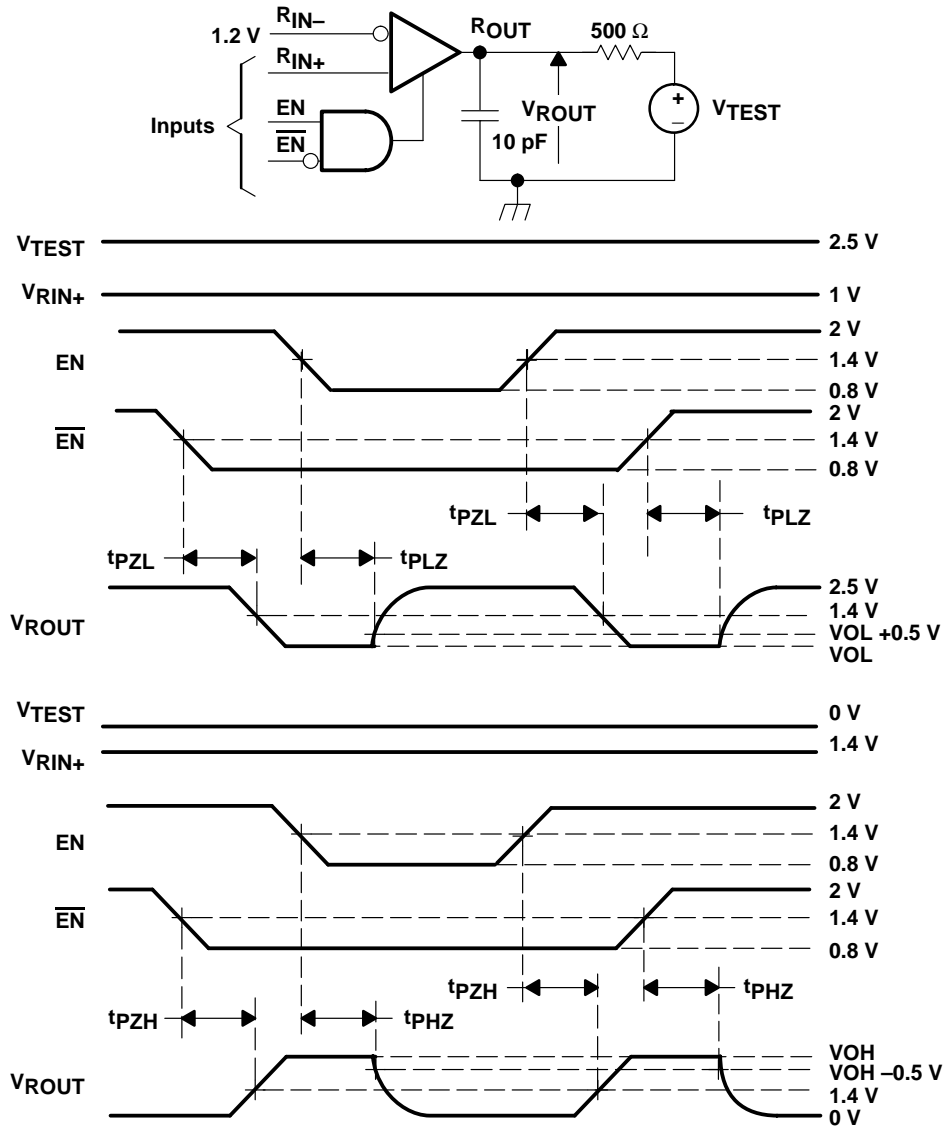 RIN–
1.2 V
RIN+
ROUT
500 Ω
EN
Inputs
EN
VROUT
10 pF
+
–
VTEST
VTEST
2.5 V
VRIN+
1 V
EN
2 V
1.4 V
0.8 V
EN
2 V
1.4 V
0.8 V
tPZL
tPLZ
tPZL
tPLZ
VROUT
2.5 V
1.4 V
VOL +0.5 V
VOL
VTEST
0 V
VRIN+
1.4 V
EN
2 V
1.4 V
0.8 V
EN
2 V
1.4 V
0.8 V
tPZH
tPHZ
tPZH
tPHZ
VROUT
VOH
VOH –0.5 V
1.4 V
0 V